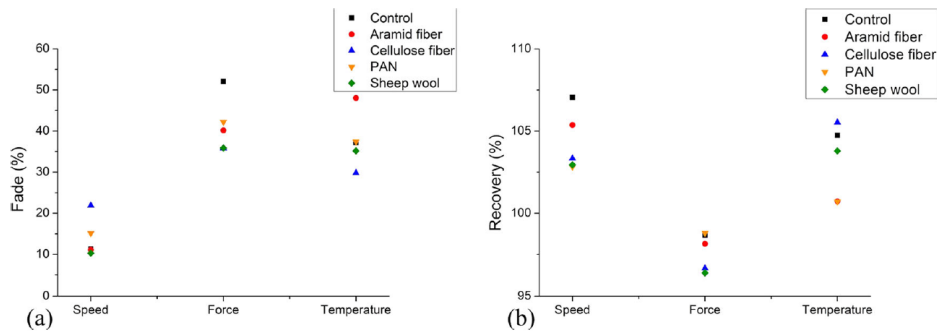 Control
Aramid fiber
Cellulose fiber
PAN
Sheep wool
60
50
40
30
20
10
0
Fade (%)
Speed
Force
Temperature
(a)
Control
Aramid fiber
Cellulose fiber
PAN
Sheep wool
110
105
100
95
Recovery (%)
Speed
Force
Temperature
(b)